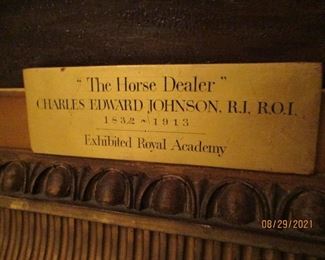 "The Horse Dealer"
CHARLES EDWARD JOHNSON, R.I, R.O.I.
1832 - 1913
Exhibited Royal Academy
08/29/2021